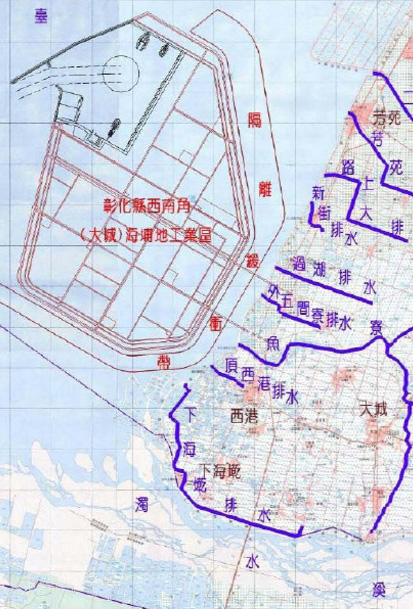 臺
隔離緩衝帶
彰化縣西南角
(大城)海埔地工業區
芳苑
芳苑
路上大排
新街排水
過湖排水
外五間寮排水
魚寮
頂西港排水
西港
大城
下海墘
下海墘排水
濁水溪